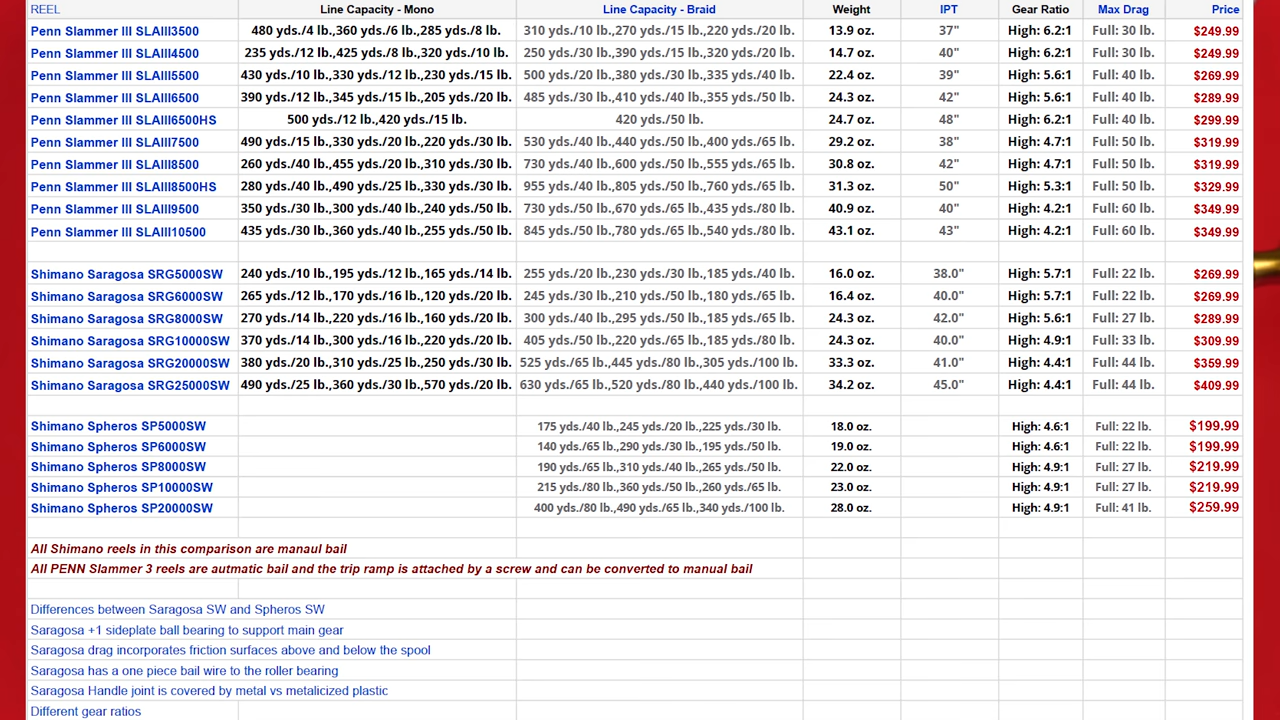 REEL Line Capacity - Mono Line Capacity - Braid Weight IPT Gear Ratio Max Drag Price
Penn Slammer III SLAIII3500 480 yds./4 lb.,360 yds./6 lb.,285 yds./8 lb. 310 yds./10 lb.,270 yds./15 lb.,220 yds./20 lb. 13.9 oz. 37" High: 6.2:1 Full: 30 lb. $249.99
Penn Slammer III SLAIII4500 235 yds./12 lb.,425 yds./8 lb.,320 yds./10 lb. 250 yds./30 lb.,390 yds./15 lb.,320 yds./20 lb. 14.7 oz. 40" High: 6.2:1 Full: 30 lb. $249.99
Penn Slammer III SLAIII5500 430 yds./10 lb.,330 yds./12 lb.,230 yds./15 lb. 500 yds./20 lb.,380 yds./30 lb.,335 yds./40 lb. 22.4 oz. 39" High: 5.6:1 Full: 40 lb. $269.99
Penn Slammer III SLAIII6500 390 yds./12 lb.,345 yds./15 lb.,205 yds./20 lb. 485 yds./30 lb.,410 yds./40 lb.,355 yds./50 lb. 24.3 oz. 42" High: 5.6:1 Full: 40 lb. $289.99
Penn Slammer III SLAIII6500HS 500 yds./12 lb.,420 yds./15 lb. 420 yds./50 lb. 24.7 oz. 48" High: 6.2:1 Full: 40 lb. $299.99
Penn Slammer III SLAIII7500 490 yds./15 lb.,330 yds./20 lb.,220 yds./30 lb. 530 yds./40 lb.,440 yds./50 lb.,400 yds./65 lb. 29.2 oz. 38" High: 4.7:1 Full: 50 lb. $319.99
Penn Slammer III SLAIII8500 260 yds./40 lb.,455 yds./20 lb.,310 yds./30 lb. 730 yds./40 lb.,600 yds./50 lb.,555 yds./65 lb. 30.8 oz. 42" High: 4.7:1 Full: 50 lb. $319.99
Penn Slammer III SLAIII8500HS 280 yds./40 lb.,490 yds./25 lb.,330 yds./30 lb. 955 yds./40 lb.,805 yds./50 lb.,760 yds./65 lb. 31.3 oz. 50" High: 5.3:1 Full: 50 lb. $329.99
Penn Slammer III SLAIII9500 350 yds./30 lb.,300 yds./40 lb.,240 yds./50 lb. 730 yds./50 lb.,670 yds./65 lb.,435 yds./80 lb. 40.9 oz. 40" High: 4.2:1 Full: 60 lb. $349.99
Penn Slammer III SLAIII10500 435 yds./30 lb.,360 yds./40 lb.,255 yds./50 lb. 845 yds./50 lb.,780 yds./65 lb.,540 yds./80 lb. 43.1 oz. 43" High: 4.2:1 Full: 60 lb. $349.99
Shimano Saragosa SRG5000SW 240 yds./10 lb.,195 yds./12 lb.,165 yds./14 lb. 255 yds./20 lb.,230 yds./30 lb.,185 yds./40 lb. 16.0 oz. 38.0" High: 5.7:1 Full: 22 lb. $269.99
Shimano Saragosa SRG6000SW 265 yds./12 lb.,170 yds./16 lb.,120 yds./20 lb. 245 yds./30 lb.,210 yds./50 lb.,180 yds./65 lb. 16.4 oz. 40.0" High: 5.7:1 Full: 22 lb. $269.99
Shimano Saragosa SRG8000SW 270 yds./14 lb.,220 yds./16 lb.,160 yds./20 lb. 300 yds./40 lb.,295 yds./50 lb.,185 yds./65 lb. 24.3 oz. 42.0" High: 5.6:1 Full: 27 lb. $289.99
Shimano Saragosa SRG10000SW 370 yds./14 lb.,300 yds./16 lb.,220 yds./20 lb. 405 yds./50 lb.,220 yds./65 lb.,185 yds./80 lb. 24.3 oz. 40.0" High: 4.9:1 Full: 33 lb. $309.99
Shimano Saragosa SRG20000SW 380 yds./20 lb.,310 yds./25 lb.,250 yds./30 lb. 525 yds./65 lb.,445 yds./80 lb.,305 yds./100 lb. 33.3 oz. 41.0" High: 4.4:1 Full: 44 lb. $359.99
Shimano Saragosa SRG25000SW 490 yds./25 lb.,360 yds./30 lb.,570 yds./20 lb. 630 yds./65 lb.,520 yds./80 lb.,440 yds./100 lb. 34.2 oz. 45.0" High: 4.4:1 Full: 44 lb. $409.99
Shimano Spheros SP5000SW 175 yds./40 lb.,245 yds./20 lb.,225 yds./30 lb. 18.0 oz. High: 4.6:1 Full: 22 lb. $199.99
Shimano Spheros SP6000SW 140 yds./65 lb.,290 yds./30 lb.,195 yds./50 lb. 19.0 oz. High: 4.6:1 Full: 22 lb. $199.99
Shimano Spheros SP8000SW 190 yds./65 lb.,310 yds./40 lb.,265 yds./50 lb. 22.0 oz. High: 4.9:1 Full: 27 lb. $219.99
Shimano Spheros SP10000SW 215 yds./80 lb.,360 yds./50 lb.,260 yds./65 lb. 23.0 oz. High: 4.9:1 Full: 27 lb. $219.99
Shimano Spheros SP20000SW 400 yds./80 lb.,490 yds./65 lb.,340 yds./100 lb. 28.0 oz. High: 4.9:1 Full: 41 lb. $259.99
All Shimano reels in this comparison are manaul bail
All PENN Slammer 3 reels are autmatic bail and the trip ramp is attached by a screw and can be converted to manual bail
Differences between Saragosa SW and Spheros SW
Saragosa +1 sideplate ball bearing to support main gear
Saragosa drag incorporates friction surfaces above and below the spool
Saragosa has a one piece bail wire to the roller bearing
Saragosa Handle joint is covered by metal vs metalicized plastic
Different gear ratios